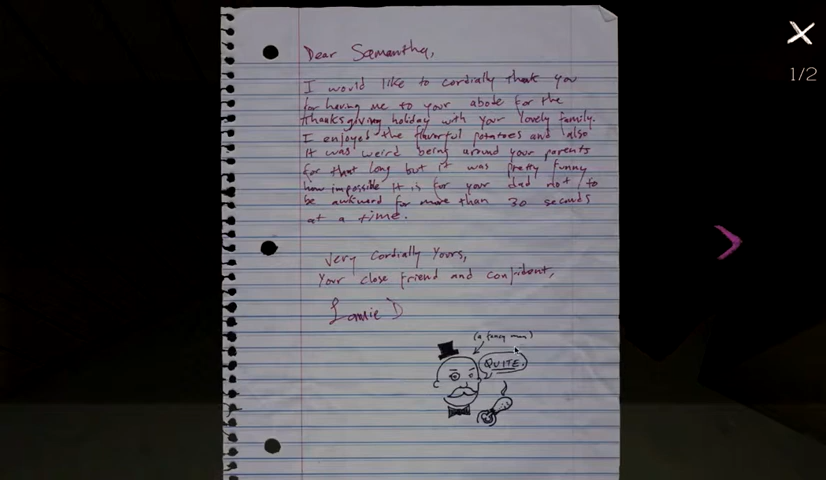 1/2
Dear Samantha,
I would like to cordially thank you
for having me to your abode for the
thanksgiving holiday with your lovely family.
I enjoyed the flavorful potatoes and also
it was weird being around your parents
for that long but it was pretty funny
how impossible it is for your dad not to
be awkward for more than 30 seconds
at a time.
Very Cordially Yours,
Your close friend and confident,
Lonnie D
(a fancy man)
QUITE.